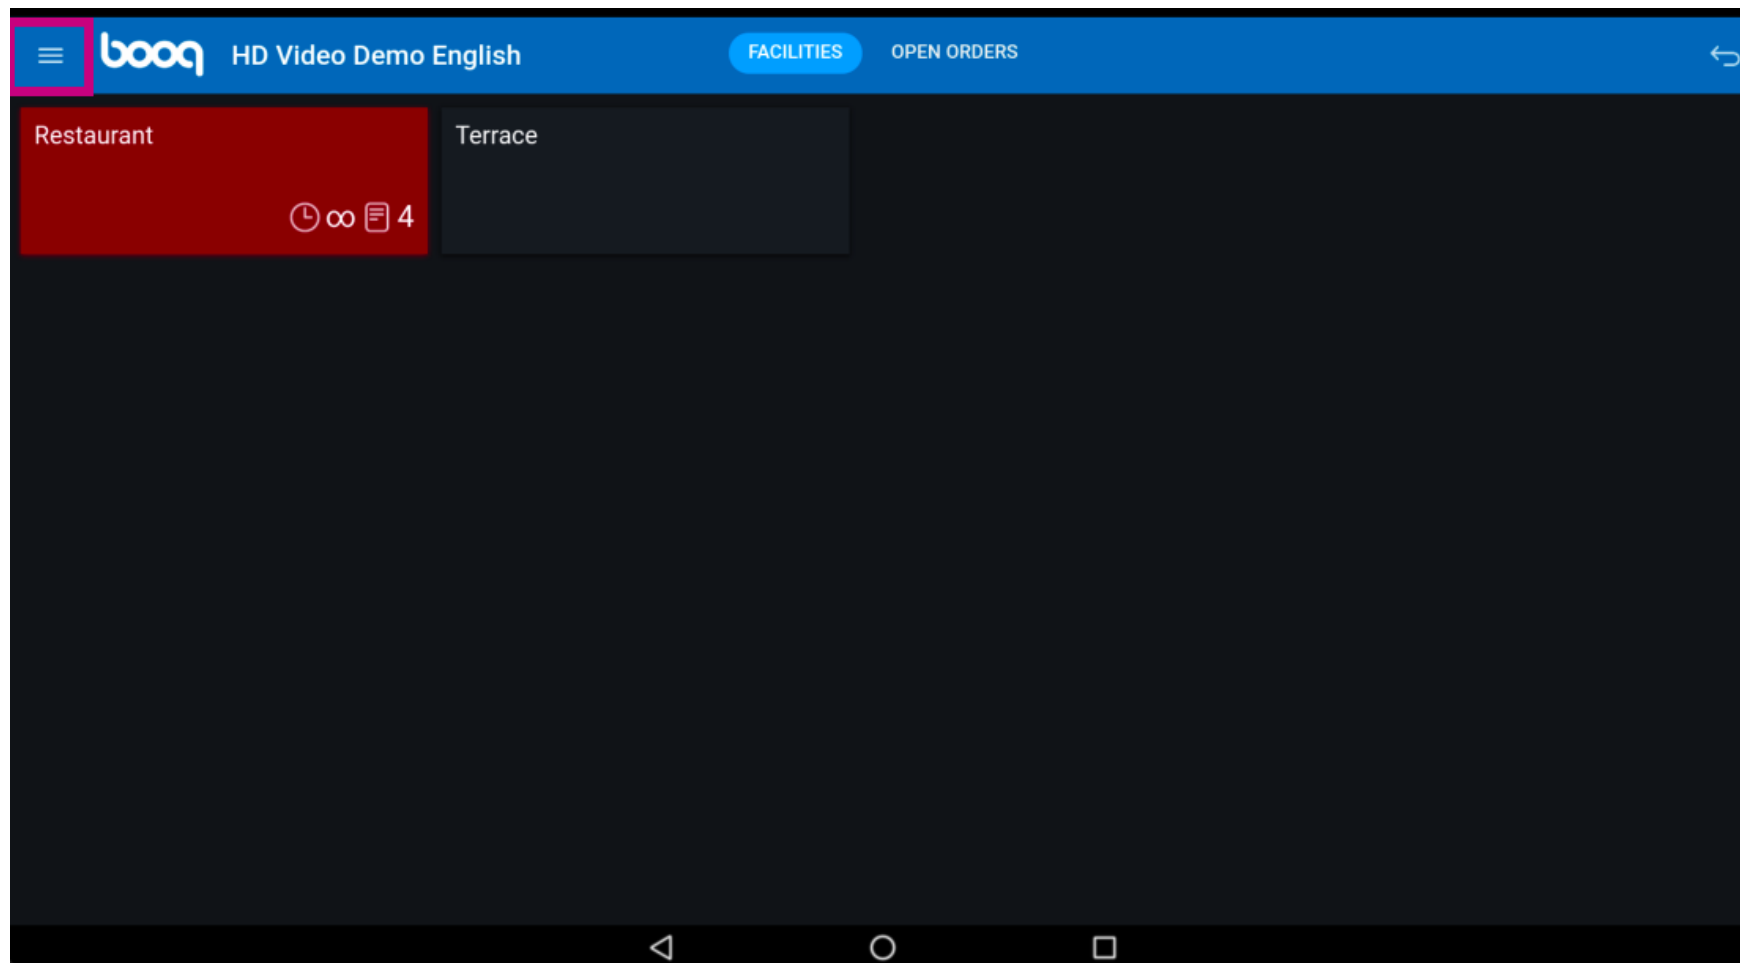 booq HD Video Demo English FACILITIES OPEN ORDERS
Restaurant Terrace
∞ 4